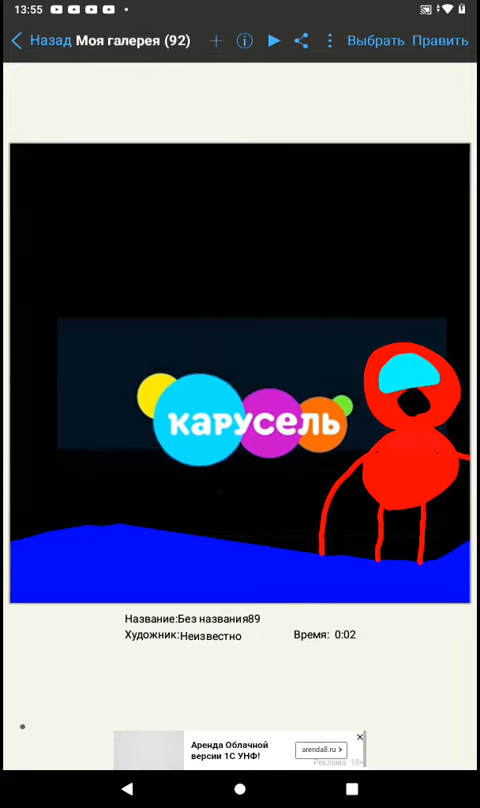 13:55
Назад Моя галерея (92) Выбрать Править
карусель
Название:Без названия89
Художник:Неизвестно Время: 0:02
Аренда Облачной
версии 1С УНФ!
arenda8.ru
Реклама 18+